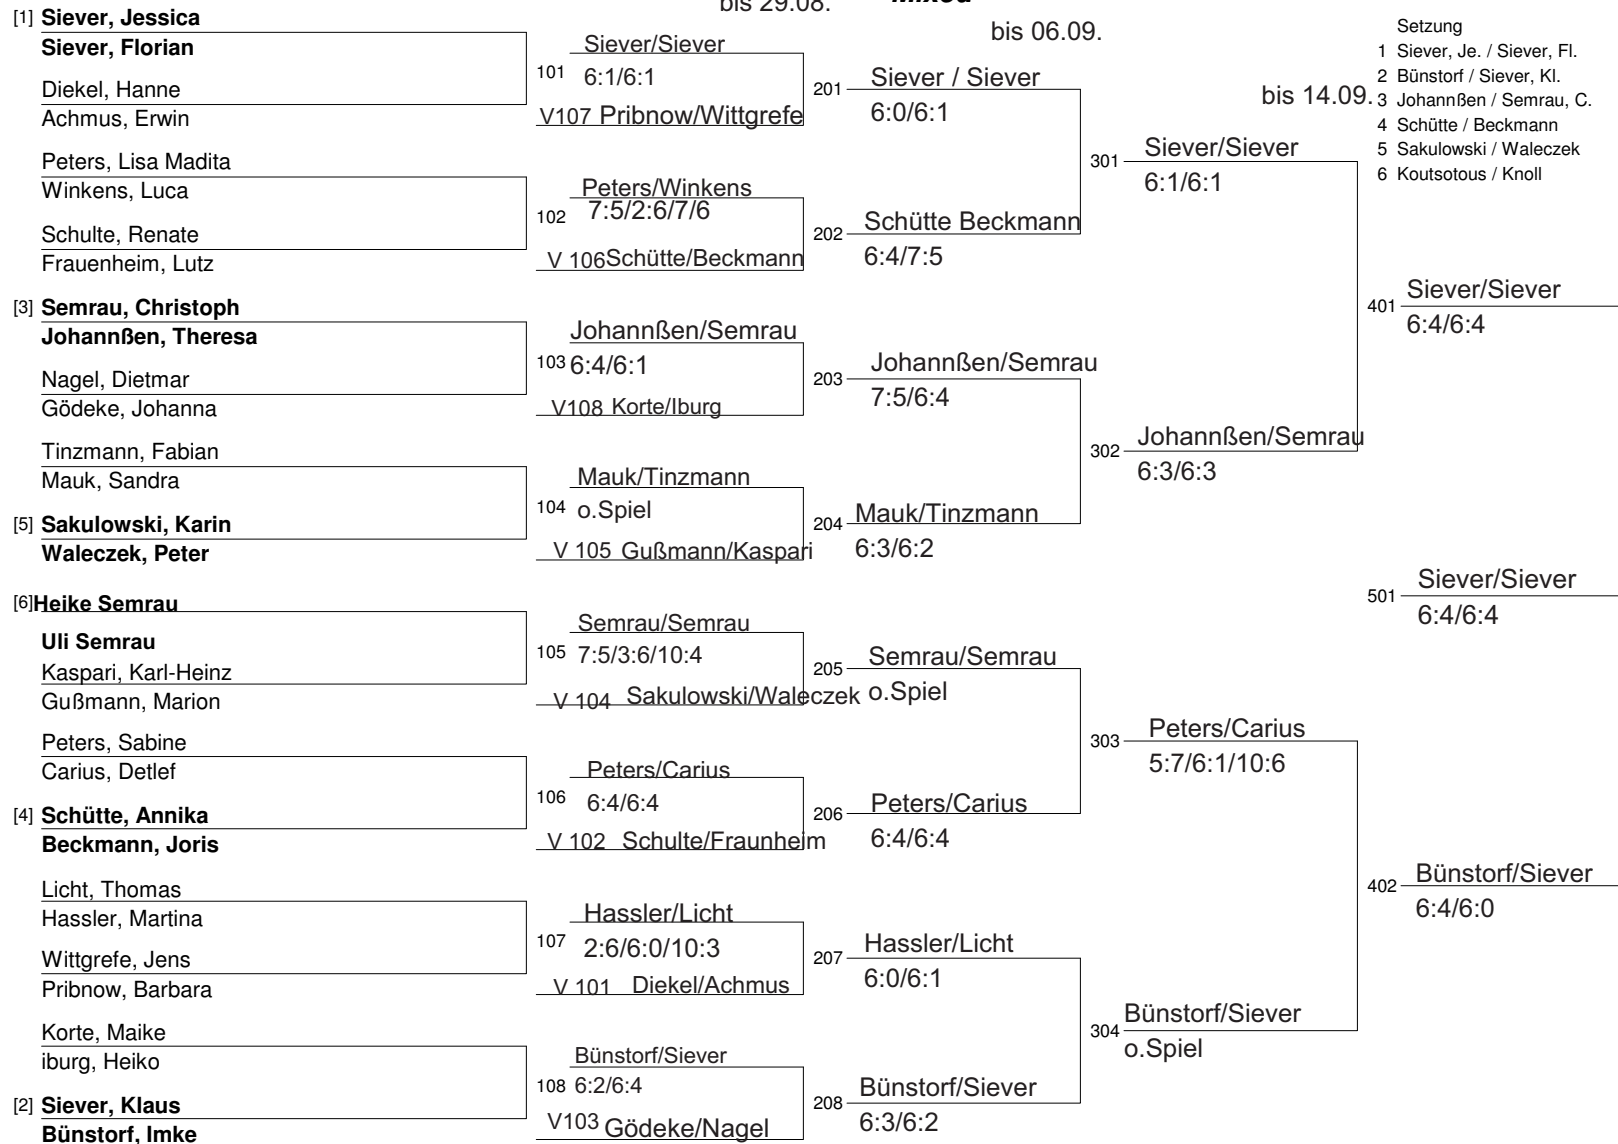 bis 29.08.
Mixed
bis 06.09.
bis 14.09.
Setzung
1 Siever, Je. / Siever, Fl.
2 Bünstorf / Siever, Kl.
3 Johannßen / Semrau, C.
4 Schütte / Beckmann
5 Sakulowski / Waleczek
6 Koutsotous / Knoll
[1] Siever, Jessica
Siever, Florian
Diekel, Hanne
Achmus, Erwin
Peters, Lisa Madita
Winkens, Luca
Schulte, Renate
Frauenheim, Lutz
[3] Semrau, Christoph
Johannßen, Theresa
Nagel, Dietmar
Gödeke, Johanna
Tinzmann, Fabian
Mauk, Sandra
[5] Sakulowski, Karin
Waleczek, Peter
[6]Heike Semrau
Uli Semrau
Kaspari, Karl-Heinz
Gußmann, Marion
Peters, Sabine
Carius, Detlef
[4] Schütte, Annika
Beckmann, Joris
Licht, Thomas
Hassler, Martina
Wittgrefe, Jens
Pribnow, Barbara
Korte, Maike
iburg, Heiko
[2] Siever, Klaus
Bünstorf, Imke
Siever/Siever
101 6:1/6:1
V107 Pribnow/Wittgrefe
Peters/Winkens
102 7:5/2:6/7/6
V 106Schütte/Beckmann
Johannßen/Semrau
103 6:4/6:1
V108 Korte/Iburg
Mauk/Tinzmann
104 o.Spiel
V 105 Gußmann/Kaspari
Semrau/Semrau
105 7:5/3:6/10:4
V 104 Sakulowski/Waleczek
Peters/Carius
106 6:4/6:4
V 102 Schulte/Fraunheim
Hassler/Licht
107 2:6/6:0/10:3
V 101 Diekel/Achmus
Bünstorf/Siever
108 6:2/6:4
V103 Gödeke/Nagel
201 Siever / Siever
6:0/6:1
202 Schütte Beckmann
6:4/7:5
203 Johannßen/Semrau
7:5/6:4
204 Mauk/Tinzmann
6:3/6:2
205 Semrau/Semrau
o.Spiel
206 Peters/Carius
6:4/6:4
207 Hassler/Licht
6:0/6:1
208 Bünstorf/Siever
6:3/6:2
301 Siever/Siever
6:1/6:1
302 Johannßen/Semrau
6:3/6:3
303 Peters/Carius
5:7/6:1/10:6
304 Bünstorf/Siever
o.Spiel
401 Siever/Siever
6:4/6:4
402 Bünstorf/Siever
6:4/6:0
501 Siever/Siever
6:4/6:4